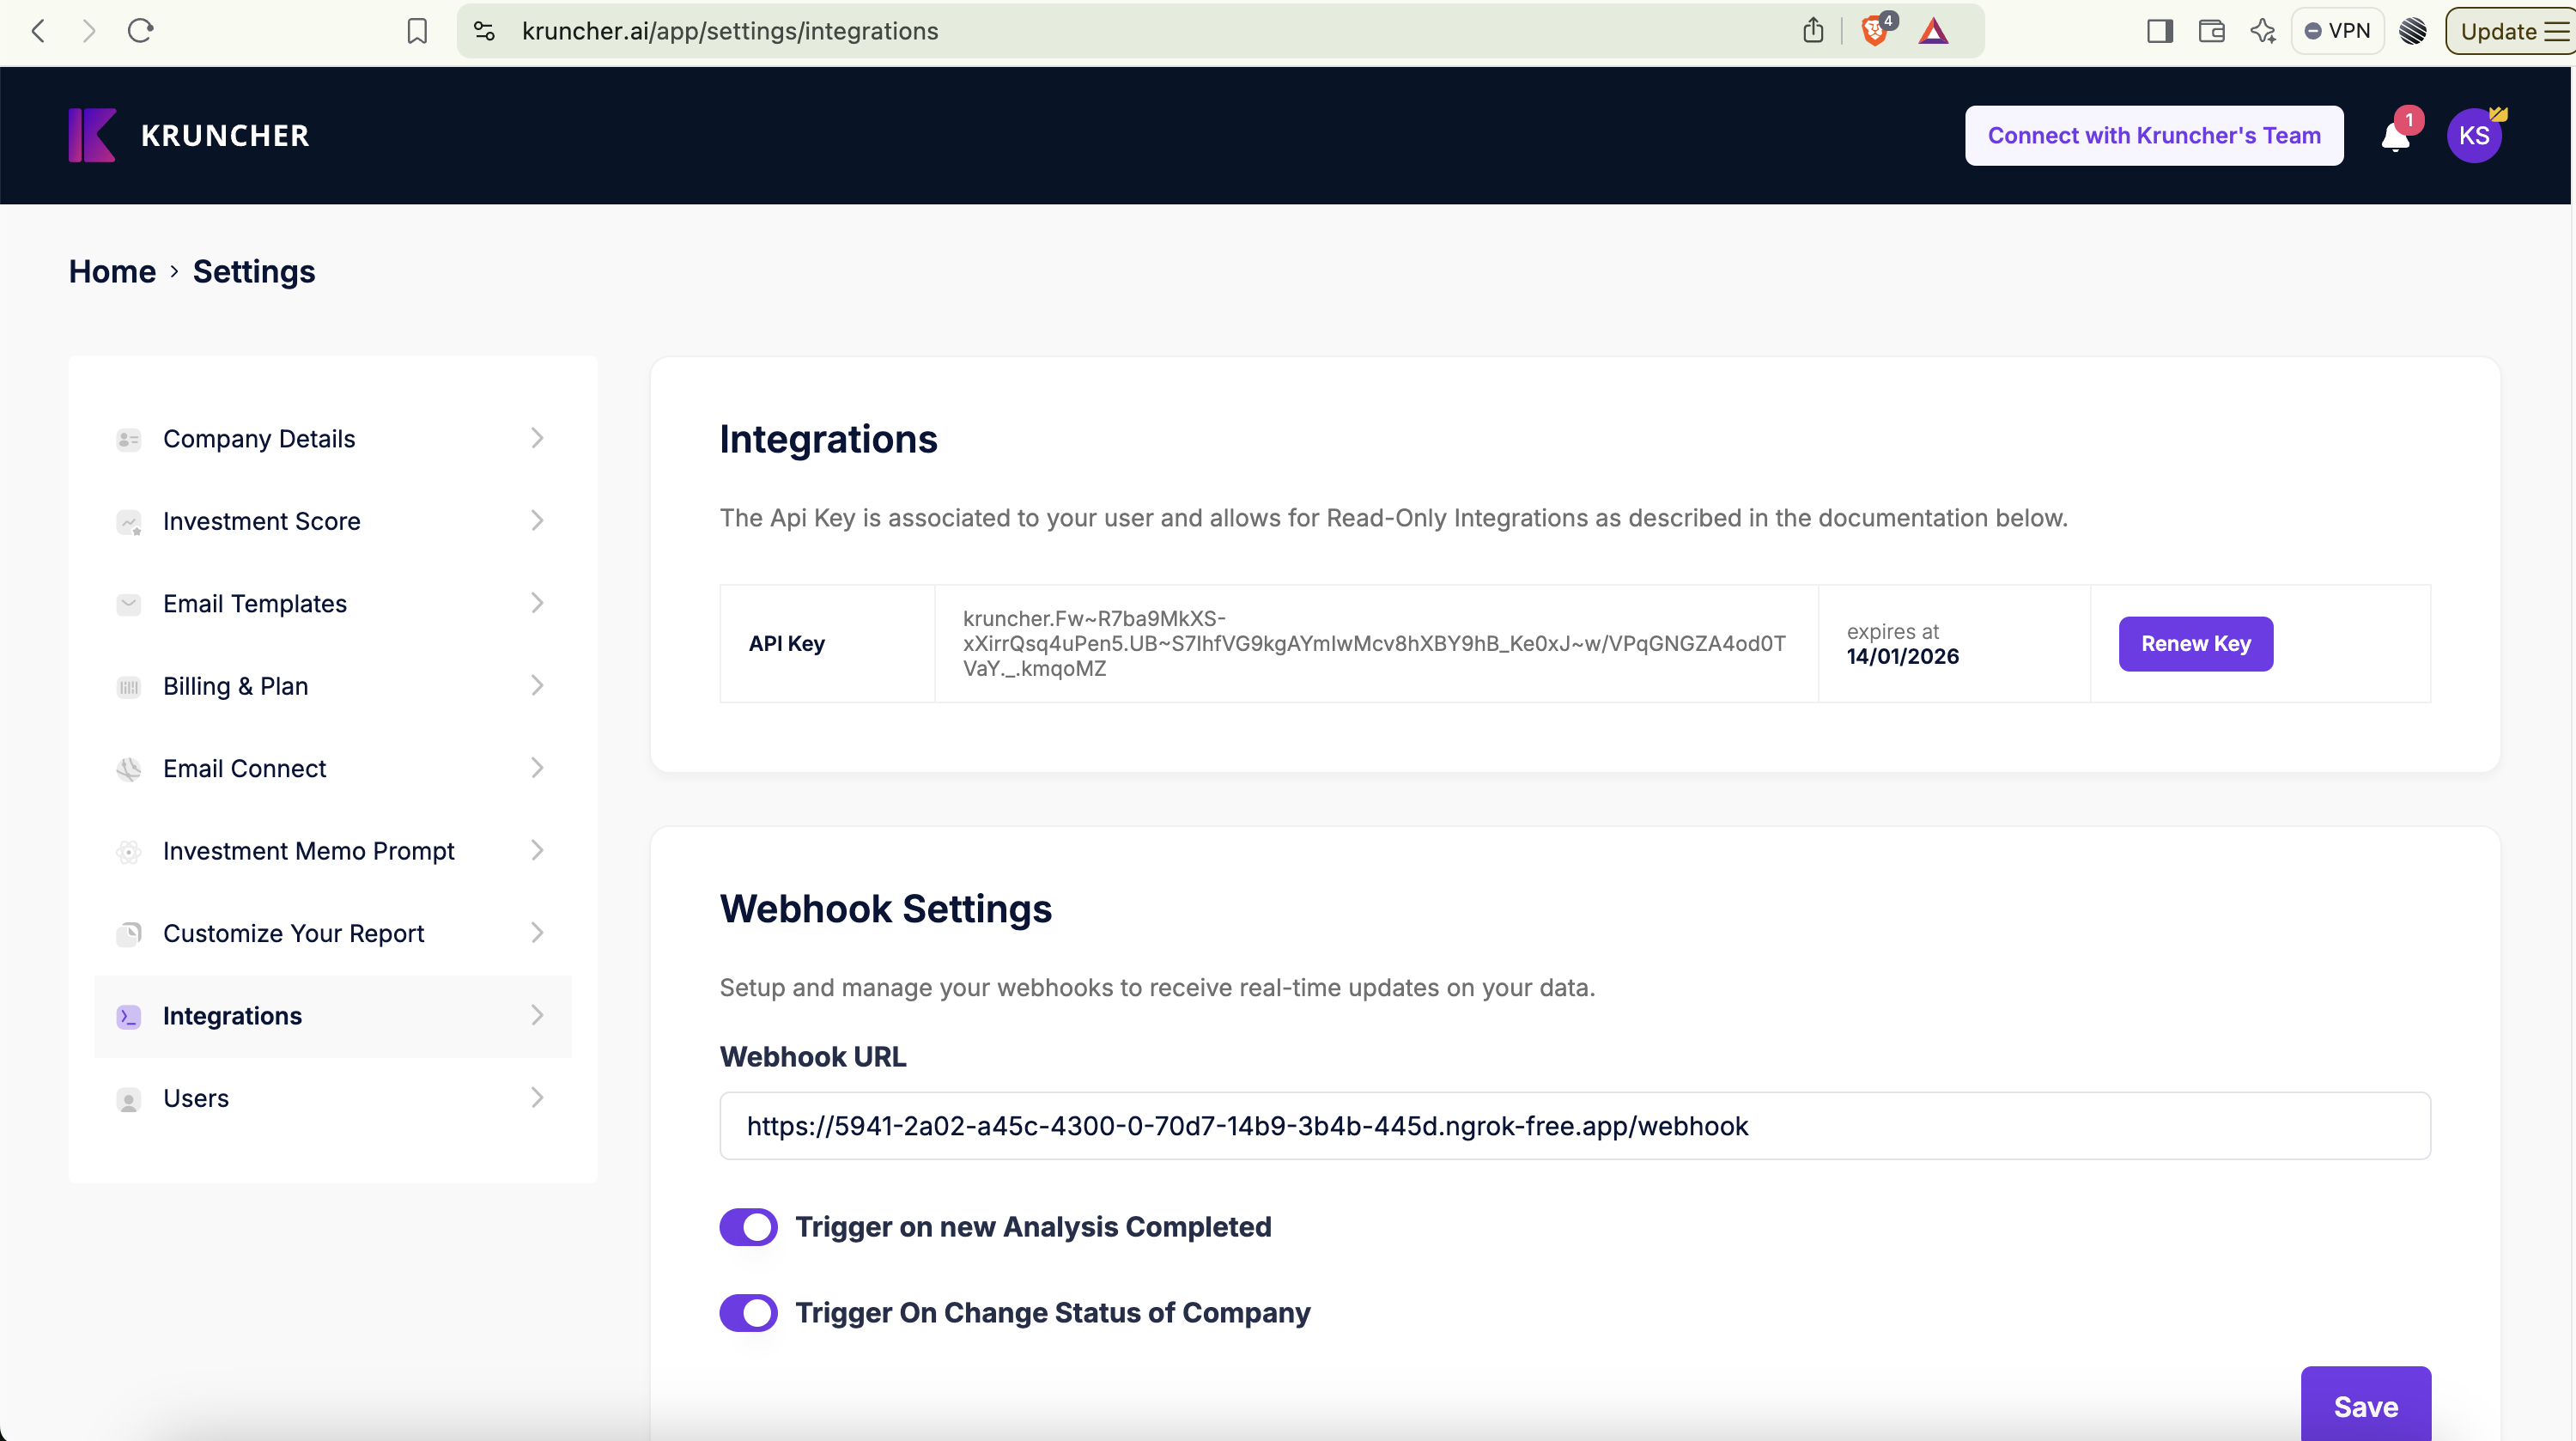 kruncher.ai/app/settings/integrations
4
VPN
Update
KRUNCHER
Connect with Kruncher's Team
1
KS
Home > Settings
Company Details
Investment Score
Email Templates
Billing & Plan
Email Connect
Investment Memo Prompt
Customize Your Report
Integrations
Users
Integrations
The Api Key is associated to your user and allows for Read-Only Integrations as described in the documentation below.
API Key
kruncher.Fw~R7ba9MkXS-
xXirrQsq4uPen5.UB~S7IhfVG9kgAYmIwMcv8hXBY9hB_Ke0xJ~w/VPqGNGZA4od0T
VaY._.kmqoMZ
expires at
14/01/2026
Renew Key
Webhook Settings
Setup and manage your webhooks to receive real-time updates on your data.
Webhook URL
https://5941-2a02-a45c-4300-0-70d7-14b9-3b4b-445d.ngrok-free.app/webhook
Trigger on new Analysis Completed
Trigger On Change Status of Company
Save